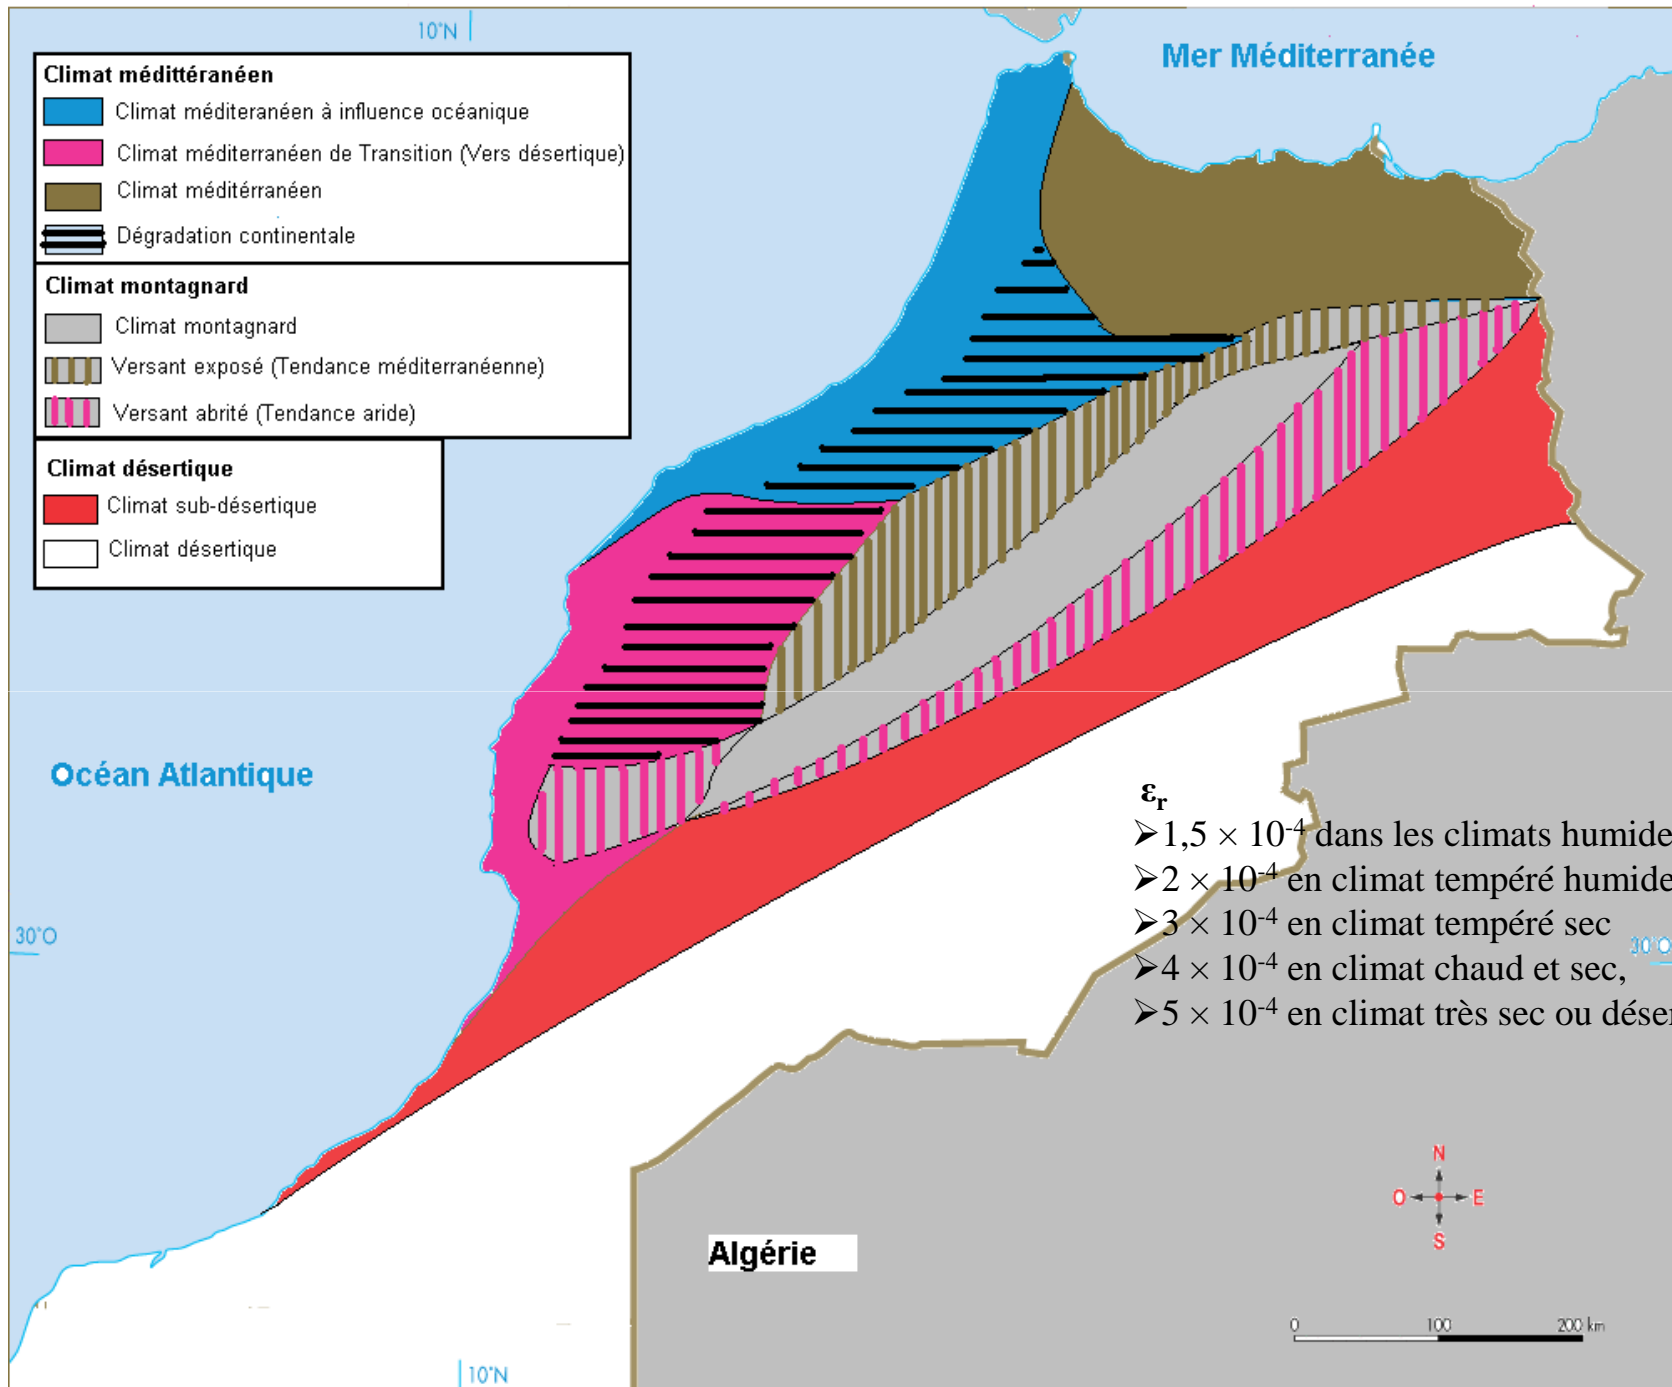 10°N
Mer Méditerranée
Climat médittéranéen
Climat méditeranéen à influence océanique
Climat méditerranéen de Transition (Vers désertique)
Climat méditérranéen
Dégradation continentale
Climat montagnard
Climat montagnard
Versant exposé (Tendance méditerranéenne)
Versant abrité (Tendance aride)
Climat désertique
Climat sub-désertique
Climat désertique
Océan Atlantique
εr
➤1,5 × 10-4 dans les climats humide
➤2 × 10-4 en climat tempéré humide
➤3 × 10-4 en climat tempéré sec
➤4 × 10-4 en climat chaud et sec,
➤5 × 10-4 en climat très sec ou déser
30°O
30°O
N
O E
S
Algérie
0 100 200 km
10°N